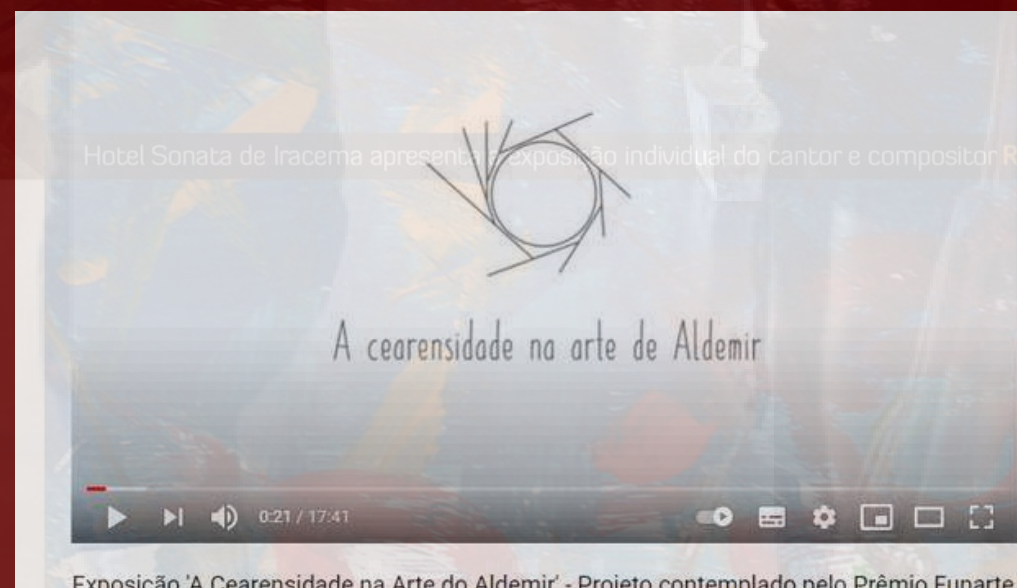 Hotel Sonata de Iracema apresenta a exposição individual do cantor e compositor R
A cearensidade na arte de Aldemir
0:21 / 17:41
Exposição 'A Cearensidade na Arte do Aldemir' - Projeto contemplado pelo Prêmio Funarte